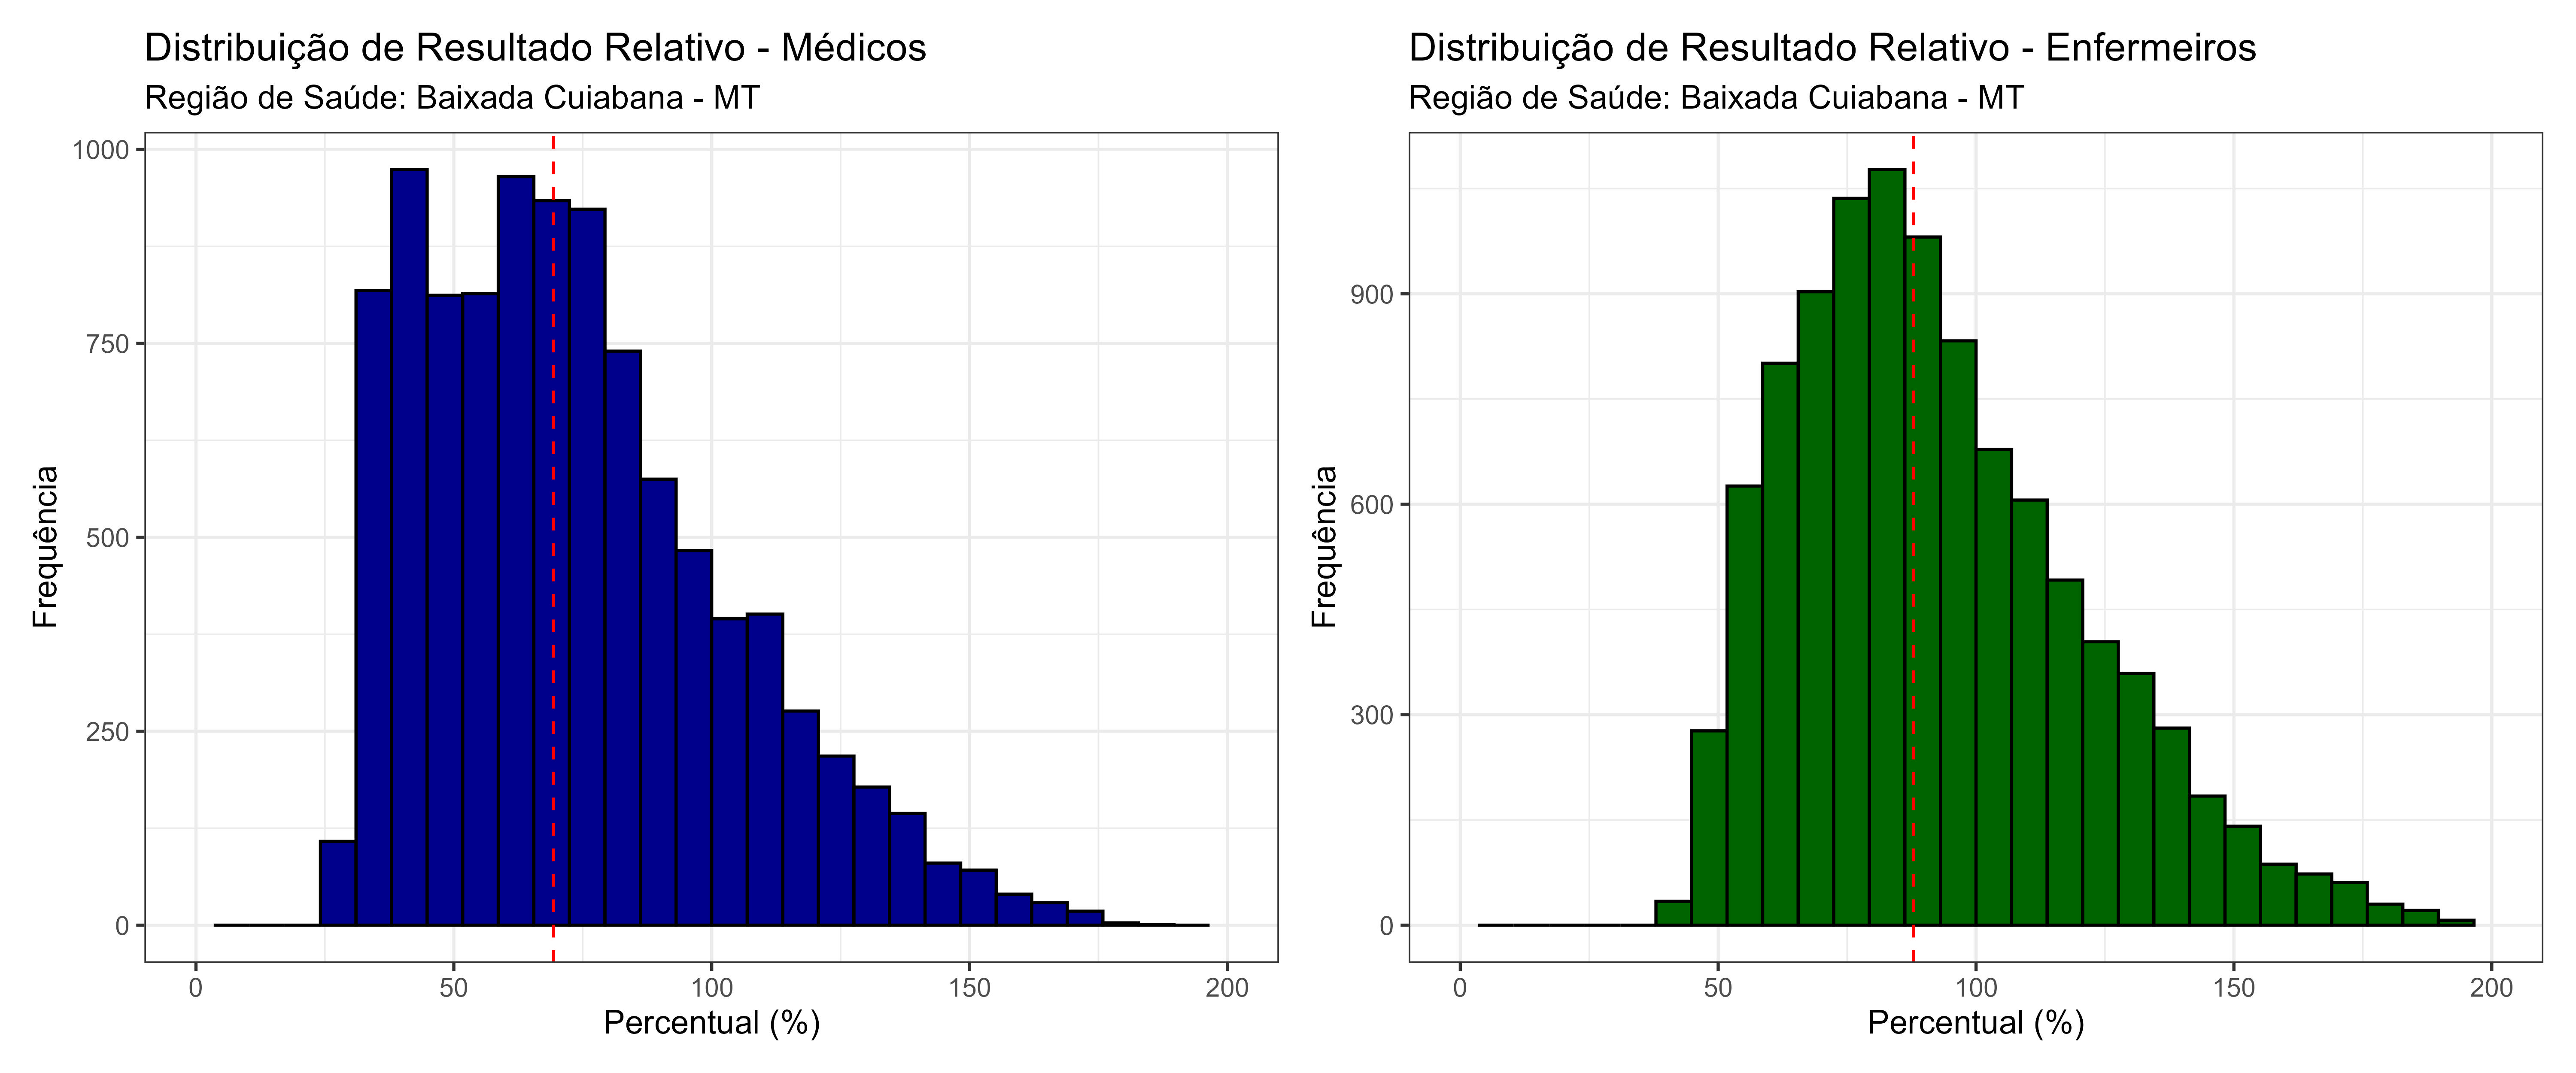 Distribuição de Resultado Relativo - Médicos
Região de Saúde: Baixada Cuiabana - MT
1000
750
500
250
0
Frequência
0 50 100 150 200
Percentual (%)
Distribuição de Resultado Relativo - Enfermeiros
Região de Saúde: Baixada Cuiabana - MT
900
600
300
0
Frequência
0 50 100 150 200
Percentual (%)